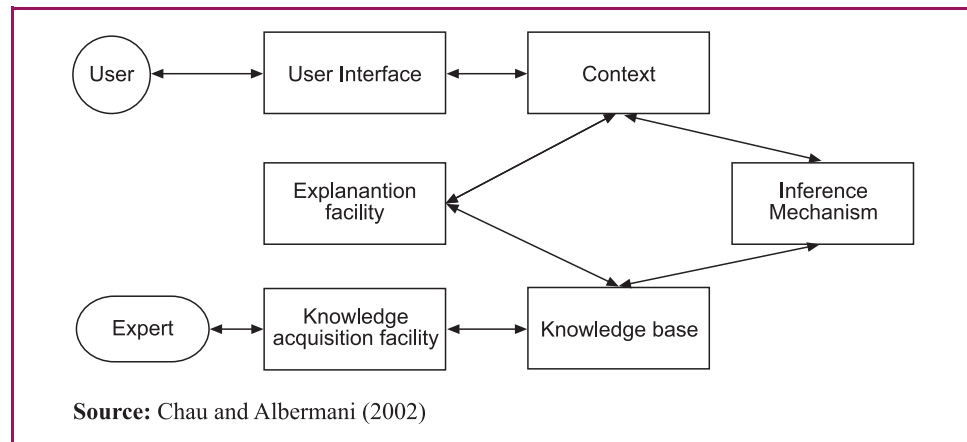 User
User Interface
Context
Explanantion
facility
Inference
Mechanism
Expert
Knowledge
acquisition facility
Knowledge base
Source: Chau and Albermani (2002)